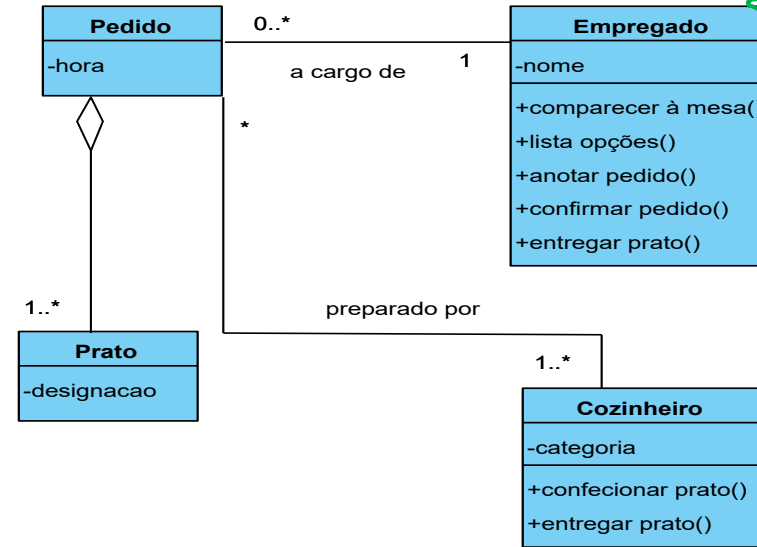 Pedido
-hora
0..*
a cargo de
1
Empregado
-nome
+comparecer à mesa(
+lista opções()
+anotar pedido()
+confirmar pedido()
+entregar prato()
*
1..*
Prato
-designacao
preparado por
1..*
Cozinheiro
-categoria
+confecionar prato()
+entregar prato()